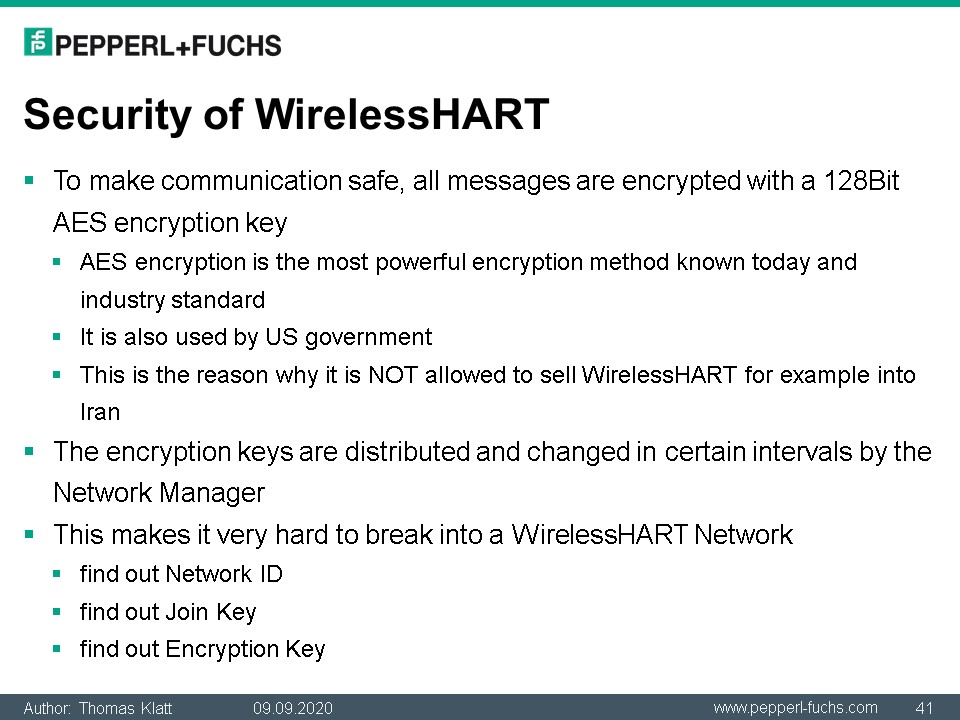 PEPPERL+FUCHS
Security of WirelessHART
▪ To make communication safe, all messages are encrypted with a 128Bit
AES encryption key
▪ AES encryption is the most powerful encryption method known today and
industry standard
▪ It is also used by US government
▪ This is the reason why it is NOT allowed to sell WirelessHART for example into
Iran
▪ The encryption keys are distributed and changed in certain intervals by the
Network Manager
▪ This makes it very hard to break into a WirelessHART Network
▪ find out Network ID
▪ find out Join Key
▪ find out Encryption Key
Author: Thomas Klatt 09.09.2020 www.pepperl-fuchs.com 41